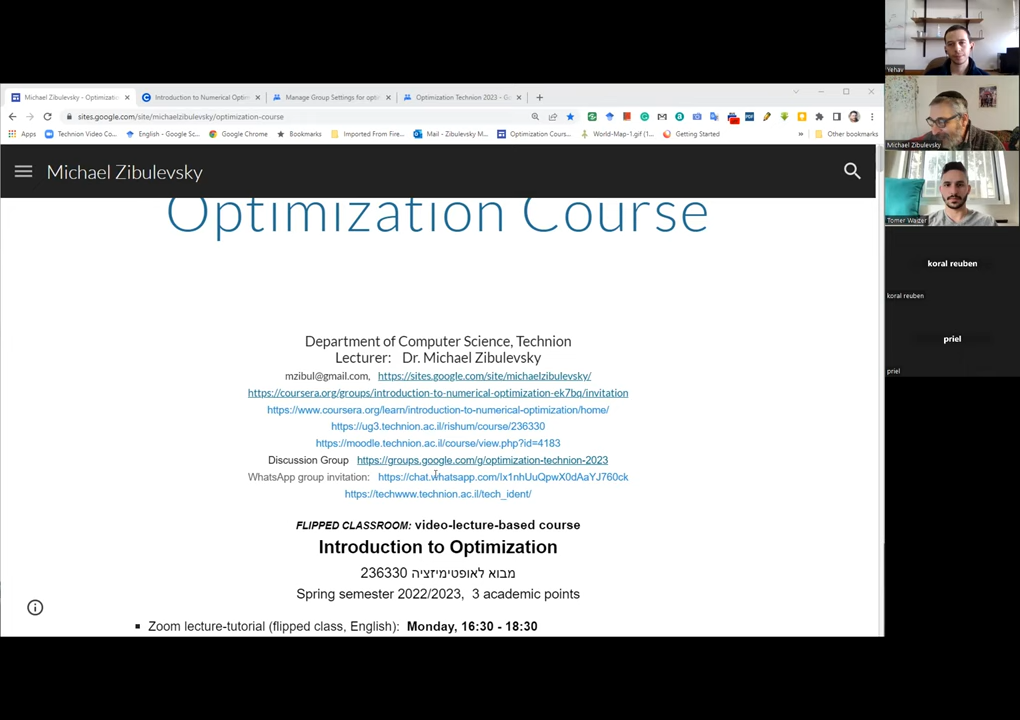 Michael Zibulevsky - Optimizatio
Introduction to Numerical Optim
Manage Group Settings for opti
Optimization Technion 2023 - Go
sites.google.com/site/michaelzibulevsky/optimization-course
Apps
Technion Video Co...
English - Google Sc...
Google Chrome
Bookmarks
Imported From Fire...
Mail - Zibulevsky M...
Optimization Cours...
World-Map-1.gif (1...
Getting Started
»
Other bookmarks
Michael Zibulevsky
Optimization Course
Department of Computer Science, Technion
Lecturer: Dr. Michael Zibulevsky
mzibul@gmail.com, https://sites.google.com/site/michaelzibulevsky/
https://coursera.org/groups/introduction-to-numerical-optimization-ek7bq/invitation
https://www.coursera.org/learn/introduction-to-numerical-optimization/home/
https://ug3.technion.ac.il/rishum/course/236330
https://moodle.technion.ac.il/course/view.php?id=4183
Discussion Group https://groups.google.com/g/optimization-technion-2023
WhatsApp group invitation: https://chat.whatsapp.com/Ix1nhUuQpwX0dAaYJ760ck
https://techwww.technion.ac.il/tech_ident/
FLIPPED CLASSROOM: video-lecture-based course
Introduction to Optimization
מבוא לאופטימיזציה 236330
Spring semester 2022/2023, 3 academic points
▪ Zoom lecture-tutorial (flipped class, English): Monday, 16:30 - 18:30
Yehav
Michael Zibulevsky
Tomer Waizer
koral reuben
koral reuben
priel
priel